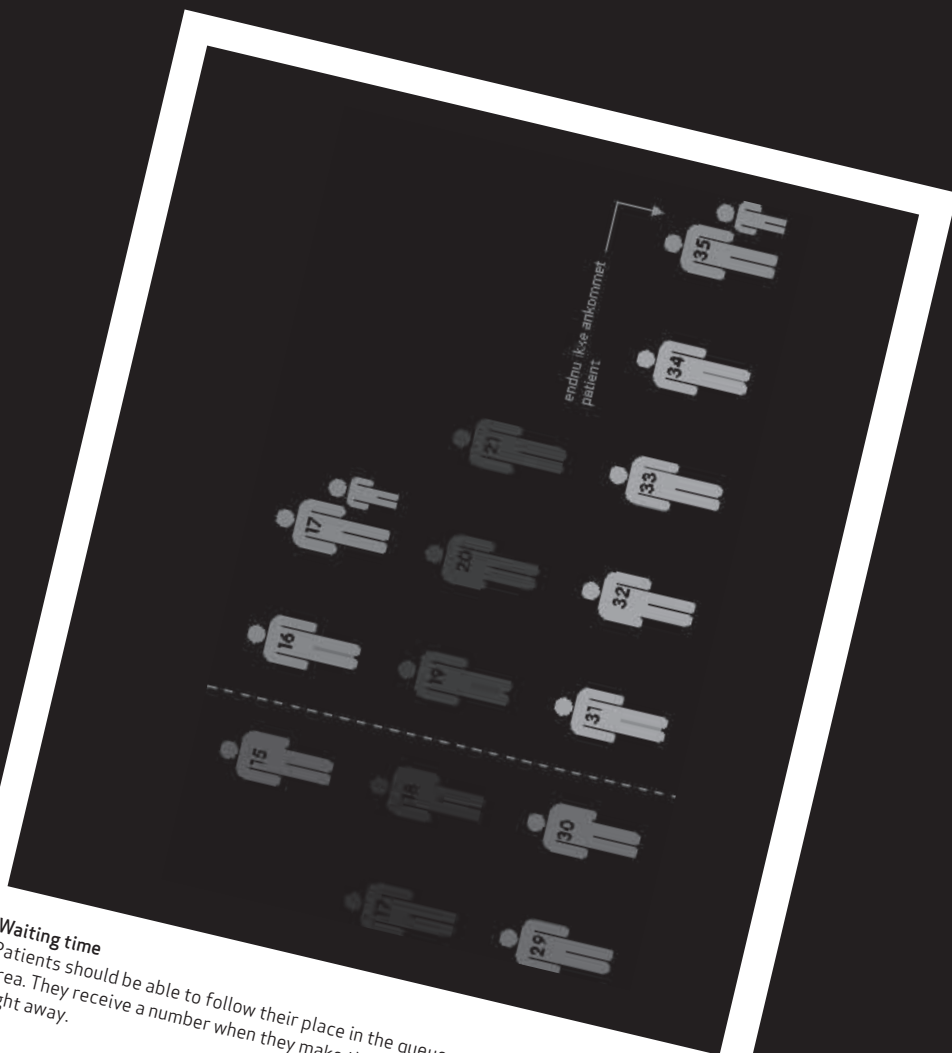 15 16 17
17 18 19 20 21
endnu ikke ankommet
patient
29 30 31 32 33 34 35
Waiting time
Patients should be able to follow their place in the queue
rea. They receive a number when they make
ght away.